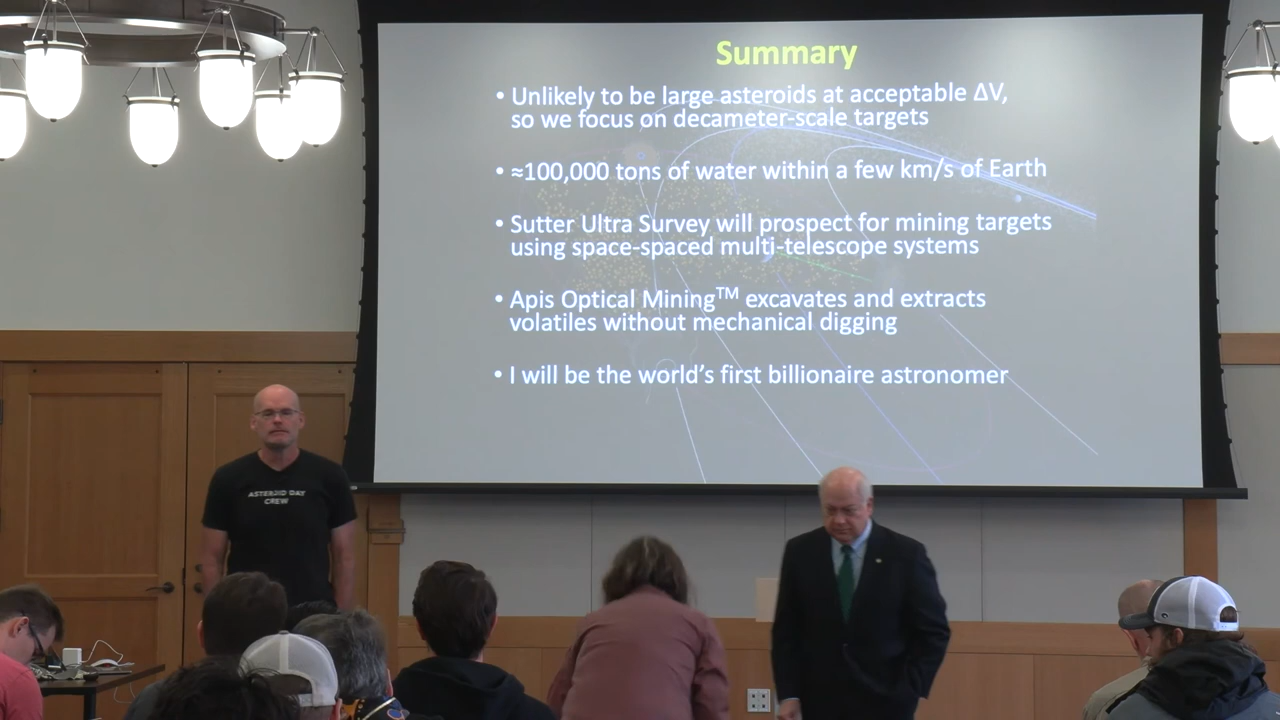 Summary
• Unlikely to be large asteroids at acceptable ΔV,
so we focus on decameter-scale targets
• ≈100,000 tons of water within a few km/s of Earth
• Sutter Ultra Survey will prospect for mining targets
using space-spaced multi-telescope systems
• Apis Optical Mining™ excavates and extracts
volatiles without mechanical digging
• I will be the world's first billionaire astronomer
ASTEROID DAY
CREW